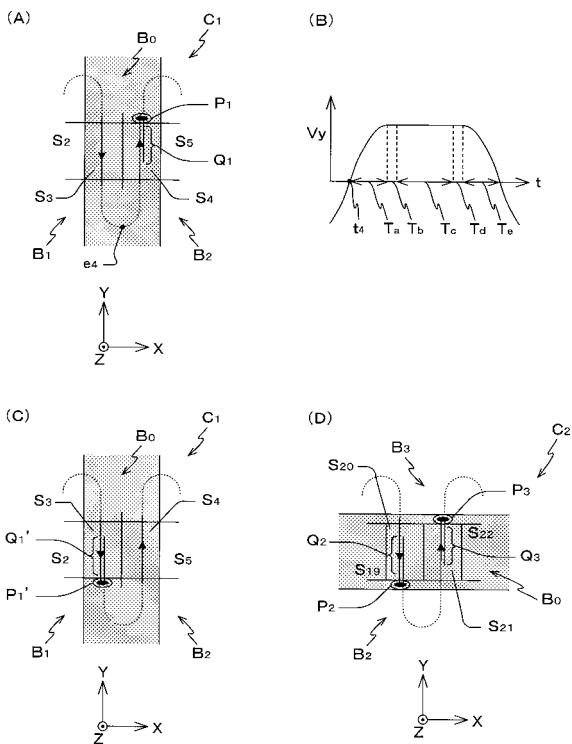 (A)
C1
B0
P1
S2
S5
Q1
S3
S4
B1
B2
e4
Y
Z
X
(B)
Vy
t
t4
Ta
Tb
Tc
Td
Te
(C)
C1
B0
S3
S4
Q1'
S2
S5
P1'
B1
B2
Y
Z
X
(D)
C2
B3
S20
P3
S22
Q2
Q3
S19
B0
P2
S21
B2
Y
Z
X